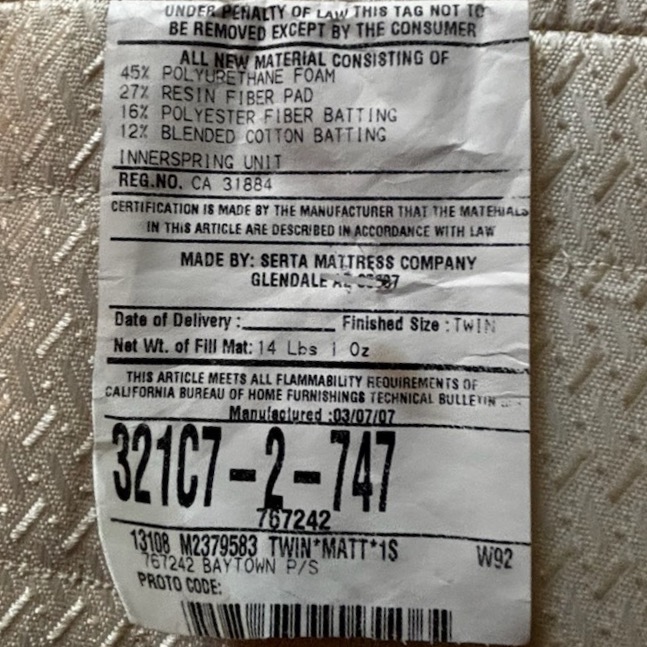 UNDER PENALTY OF LAW THIS TAG NOT TO
BE REMOVED EXCEPT BY THE CONSUMER
ALL NEW MATERIAL CONSISTING OF
45% POLYURETHANE FOAM
27% RESIN FIBER PAD
16% POLYESTER FIBER BATTING
12% BLENDED COTTON BATTING
INNERSPRING UNIT
REG.NO. CA 31884
CERTIFICATION IS MADE BY THE MANUFACTURER THAT THE MATERIALS
IN THIS ARTICLE ARE DESCRIBED IN ACCORDANCE WITH LAW
MADE BY: SERTA MATTRESS COMPANY
GLENDALE AZ
Date of Delivery :__________ Finished Size : TWIN
Net Wt. of Fill Mat: 14 Lbs 1 Oz
THIS ARTICLE MEETS ALL FLAMMABILITY REQUIREMENTS OF
CALIFORNIA BUREAU OF HOME FURNISHINGS TECHNICAL BULLETIN
Manufactured :03/07/07
321C7-2-747
767242
13108 M2379583 TWIN*MATT*1S W92
767242 BAYTOWN P/S
PROTO CODE: